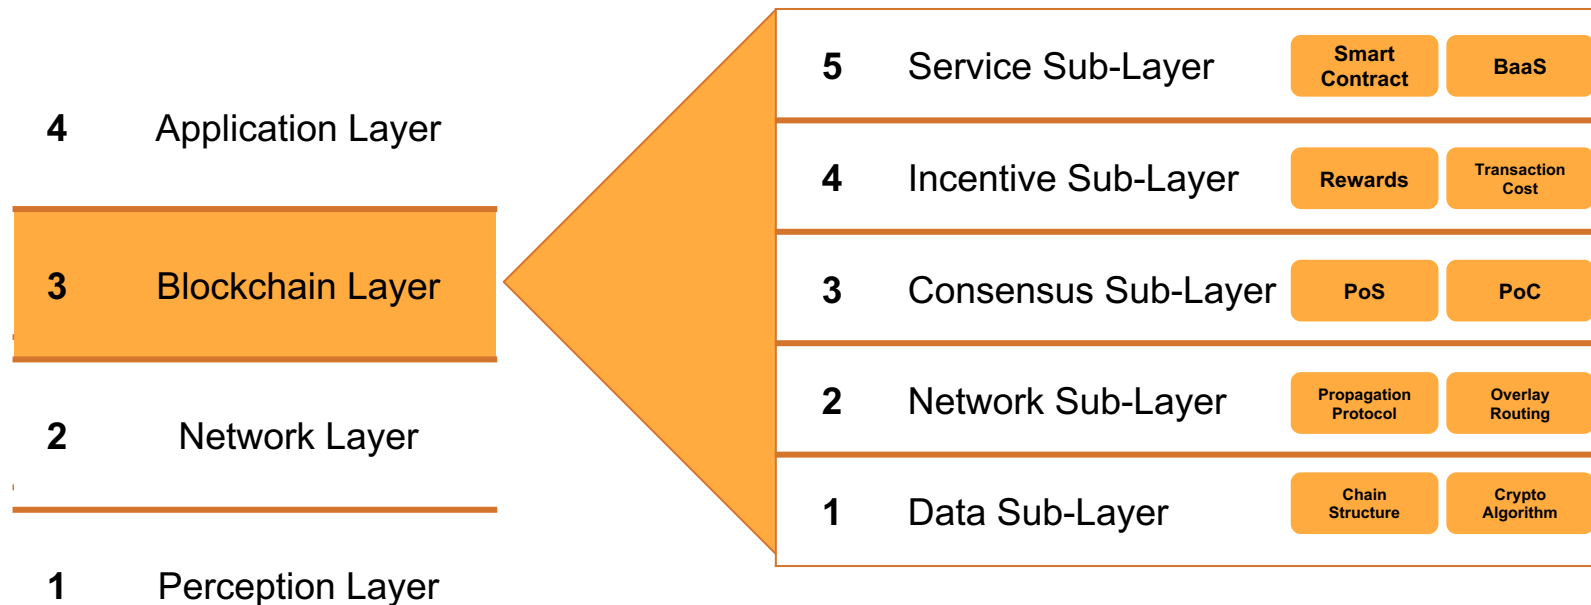 4 Application Layer
3 Blockchain Layer
2 Network Layer
1 Perception Layer
5 Service Sub-Layer
Smart
Contract
BaaS
4 Incentive Sub-Layer
Rewards
Transaction
Cost
3 Consensus Sub-Layer
PoS
PoC
2 Network Sub-Layer
Propagation
Protocol
Overlay
Routing
1 Data Sub-Layer
Chain
Structure
Crypto
Algorithm